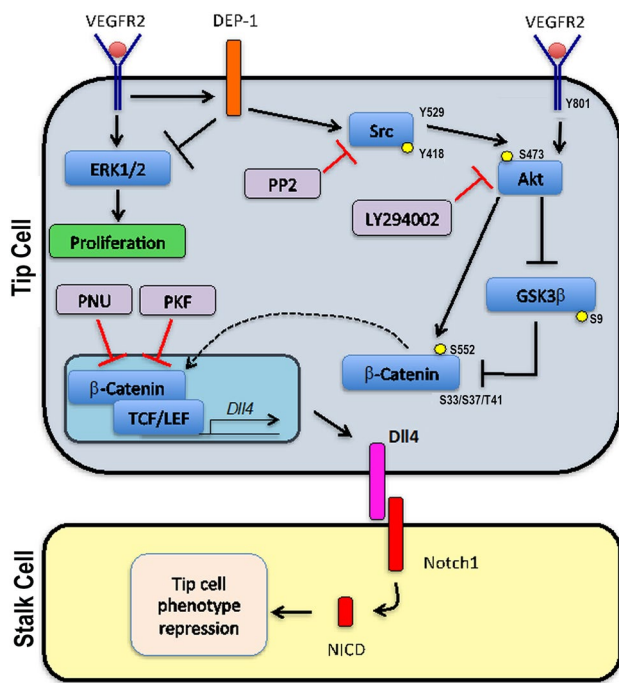 VEGFR2
DEP-1
VEGFR2
Y529
Y801
Src
Y418
S473
ERK1/2
Akt
PP2
LY294002
Tip Cell
Proliferation
GSK3β
PNU
PKF
S9
S552
β-Catenin
β-Catenin
S33/S37/T41
TCF/LEF
Dll4
Dll4
Stalk Cell
Notch1
Tip cell
phenotype
repression
NICD